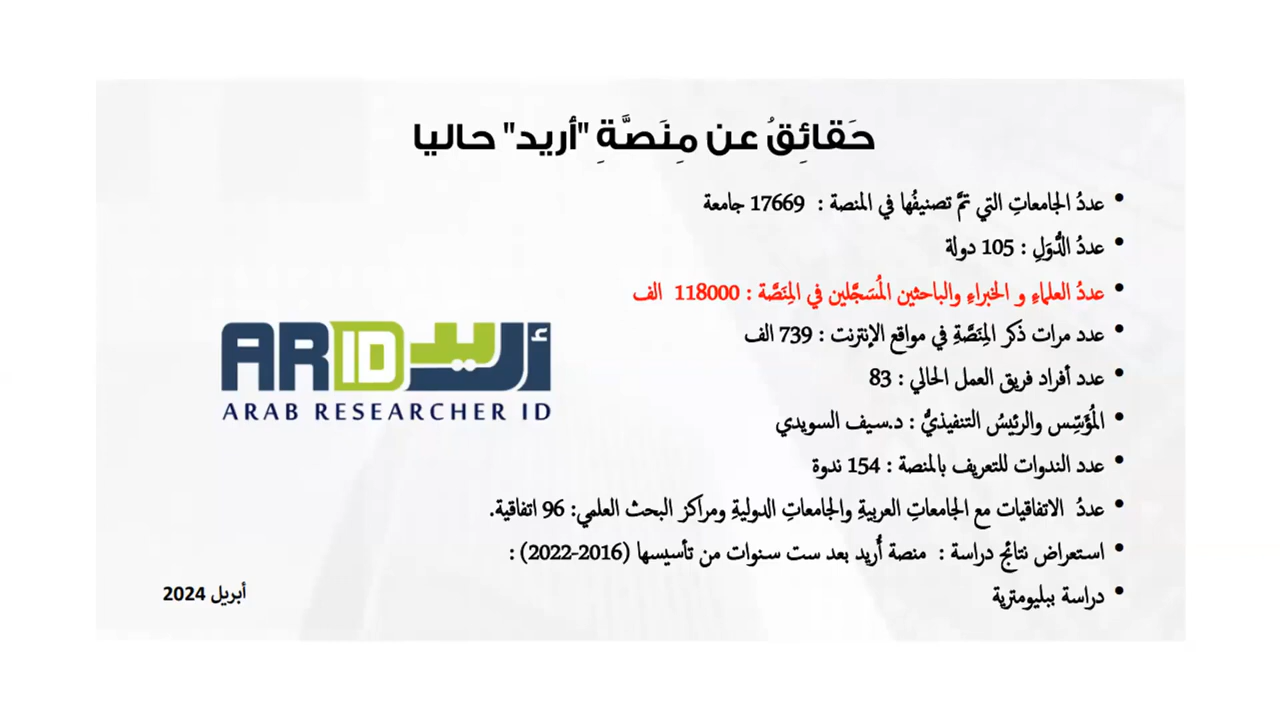 حَقائِقُ عن مِنَصَّةِ "أريد" حاليا
• عددُ الجامعاتِ التي تمَّ تصنيفُها في المنصة : 17669 جامعة
• عددُ الدُّوَلِ : 105 دولة
• عددُ العلماءِ و الخبراءِ والباحثين المُسَجَّلين في المِنَصَّة : 118000 الف
• عدد مرات ذكر المِنَصَّةِ في مواقع الإنترنت : 739 الف
• عدد أفراد فريق العمل الحالي : 83
• المُؤَسِّس والرئيسُ التنفيذيُّ : د.سيف السويدي
• عدد الندوات للتعريف بالمنصة : 154 ندوة
• عددُ الاتفاقيات مع الجامعاتِ العربيةِ والجامعاتِ الدوليةِ ومراكز البحث العلمي: 96 اتفاقية.
• استعراض نتائج دراسة : منصة أُريد بعد ست سنوات من تأسيسها (2016-2022) :
• دراسة ببليومترية
ARID أريد
ARAB RESEARCHER ID
أبريل 2024